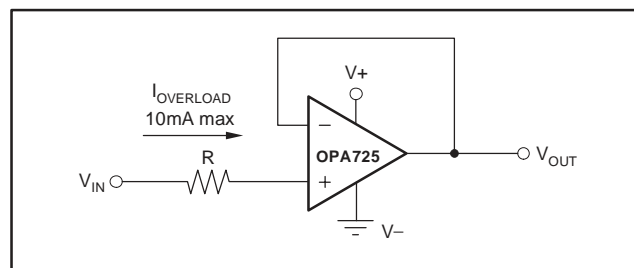 I_OVERLOAD
10mA max
R
V_IN
V+
−
OPA725
+
V−
V_OUT